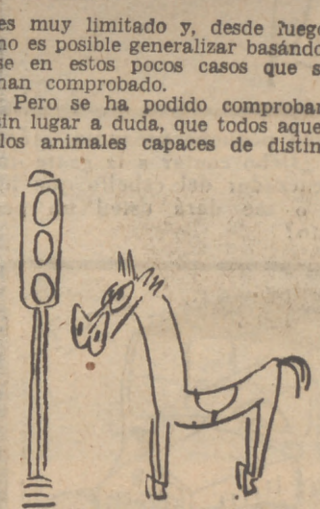 es muy limitado y, desde luego
no es posible generalizar basándo
se en estos pocos casos que s
han comprobado.
Pero se ha podido comprobar
sin lugar a duda, que todos aque
llos animales capaces de distin